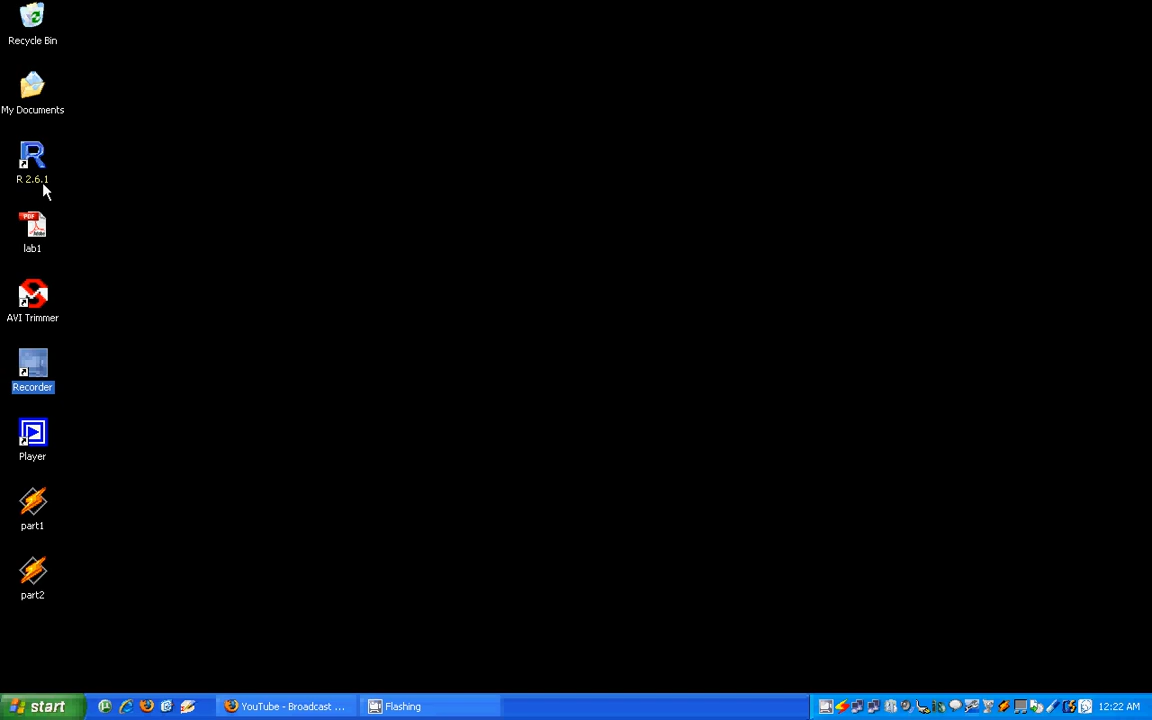 Recycle Bin
My Documents
R 2.6.1
lab1
AVI Trimmer
Recorder
Player
part1
part2
start
YouTube - Broadcast ...
Flashing
12:22 AM